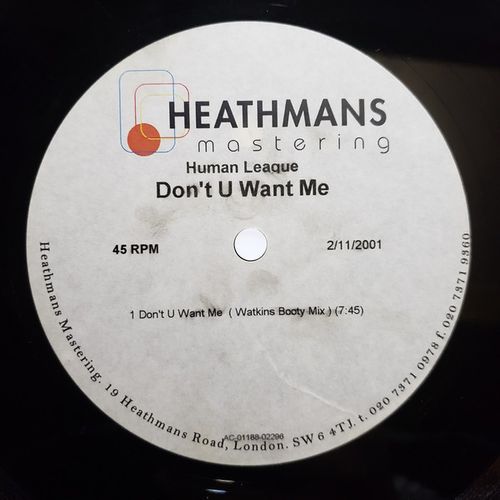 HEATHMANS
mastering
Human League
Don't U Want Me
45 RPM
2/11/2001
1 Don't U Want Me ( Watkins Booty Mix ) (7:45)
AC-01188-02296
Heathmans Mastering. 19 Heathmans Road, London. SW6 4TJ. t. 020 7371 0978 f. 020 7371 9360